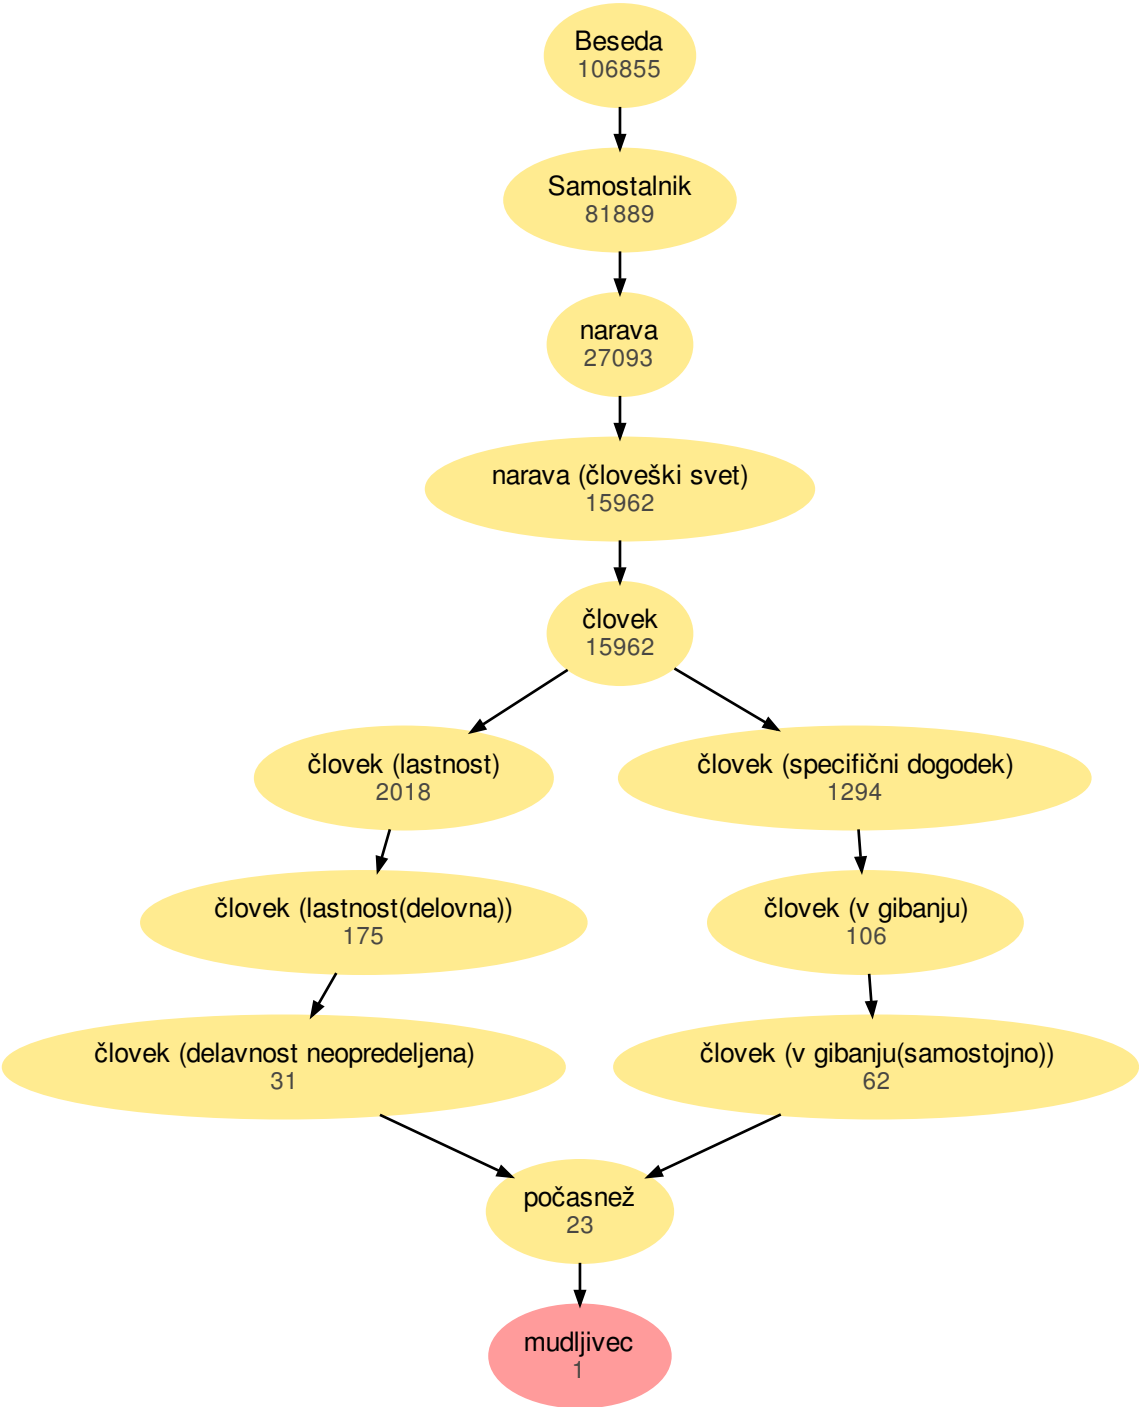 Beseda
106855
Samostalnik
81889
narava
27093
narava (človeški svet)
15962
človek
15962
človek (lastnost)
2018
človek (specifični dogodek)
1294
človek (lastnost(delovna))
175
človek (v gibanju)
106
človek (delavnost neopredeljena)
31
človek (v gibanju(samostojno))
62
počasnež
23
mudljivec
1